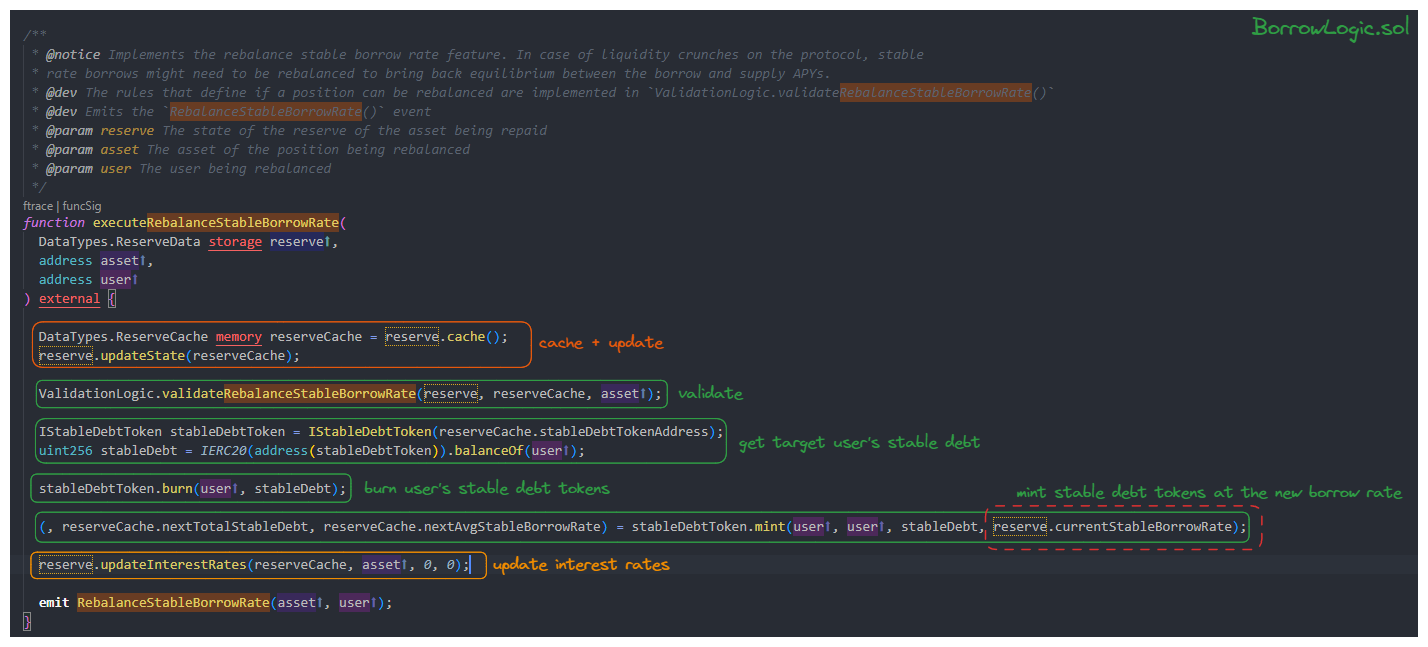 BorrowLogic.sol
/**
* @notice Implements the rebalance stable borrow rate feature. In case of liquidity crunches on the protocol, stable
* rate borrows might need to be rebalanced to bring back equilibrium between the borrow and supply APYs.
* @dev The rules that define if a position can be rebalanced are implemented in `ValidationLogic.validateRebalanceStableBorrowRate()`
* @dev Emits the `RebalanceStableBorrowRate()` event
* @param reserve The state of the reserve of the asset being repaid
* @param asset The asset of the position being rebalanced
* @param user The user being rebalanced
*/
ftrace | funcSig
function executeRebalanceStableBorrowRate(
DataTypes.ReserveData storage reserve↑,
address asset↑,
address user↑
) external {
DataTypes.ReserveCache memory reserveCache = reserve.cache();
reserve.updateState(reserveCache);
cache + update
ValidationLogic.validateRebalanceStableBorrowRate(reserve, reserveCache, asset↑); validate
IStableDebtToken stableDebtToken = IStableDebtToken(reserveCache.stableDebtTokenAddress);
uint256 stableDebt = IERC20(address(stableDebtToken)).balanceOf(user↑);
get target user's stable debt
stableDebtToken.burn(user↑, stableDebt); burn user's stable debt tokens
mint stable debt tokens at the new borrow rate
(, reserveCache.nextTotalStableDebt, reserveCache.nextAvgStableBorrowRate) = stableDebtToken.mint(user↑, user↑, stableDebt, reserve.currentStableBorrowRate);
reserve.updateInterestRates(reserveCache, asset↑, 0, 0); update interest rates
emit RebalanceStableBorrowRate(asset↑, user↑);
}